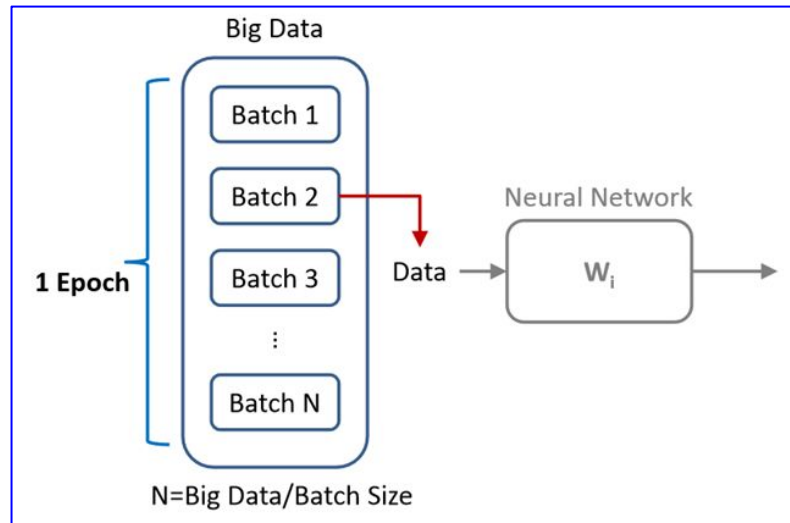 Big Data
Batch 1
Batch 2
Neural Network
1 Epoch
Batch 3
Data
Wi
⋮
Batch N
N=Big Data/Batch Size